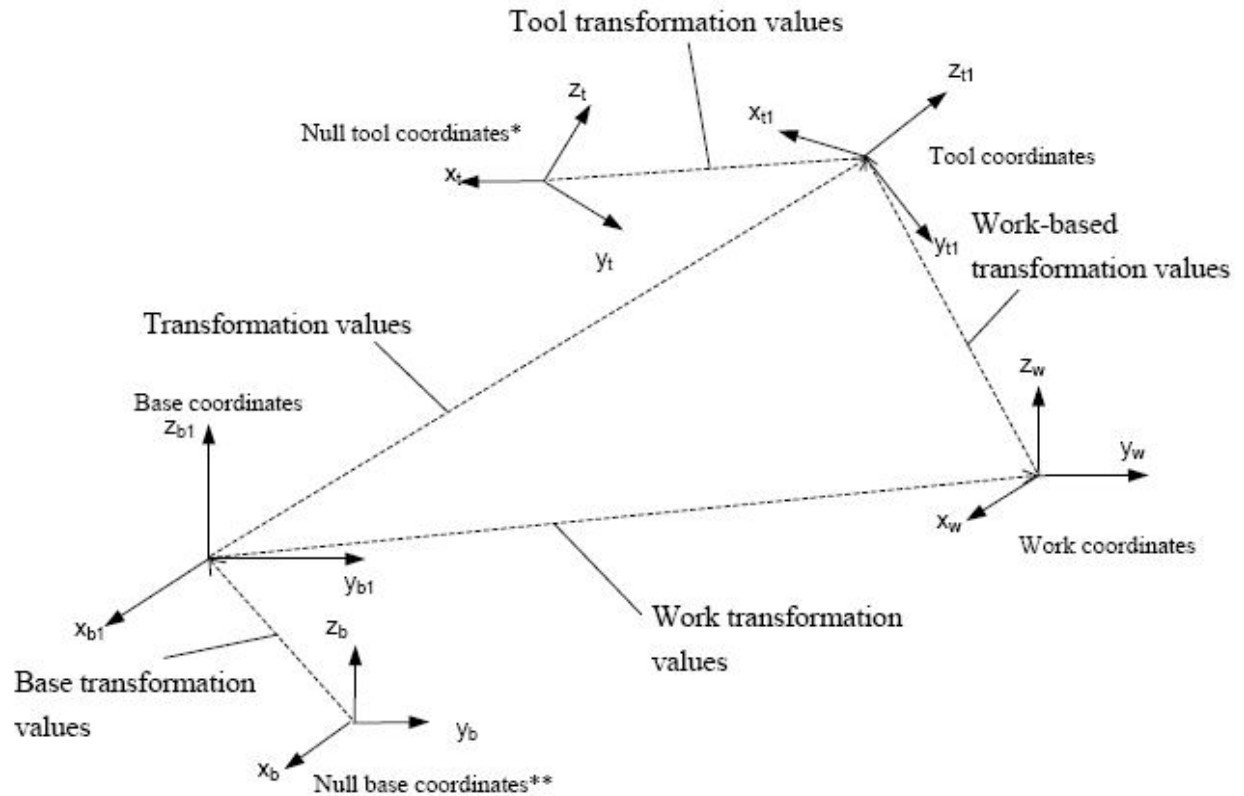 Tool transformation values
zt1
zt
xt1
Null tool coordinates*
Tool coordinates
xt
yt1
Work-based
transformation values
yt
Transformation values
zw
Base coordinates
zb1
yw
xw
Work coordinates
yb1
xb1
zb
Work transformation
values
Base transformation
values
yb
xb
Null base coordinates**